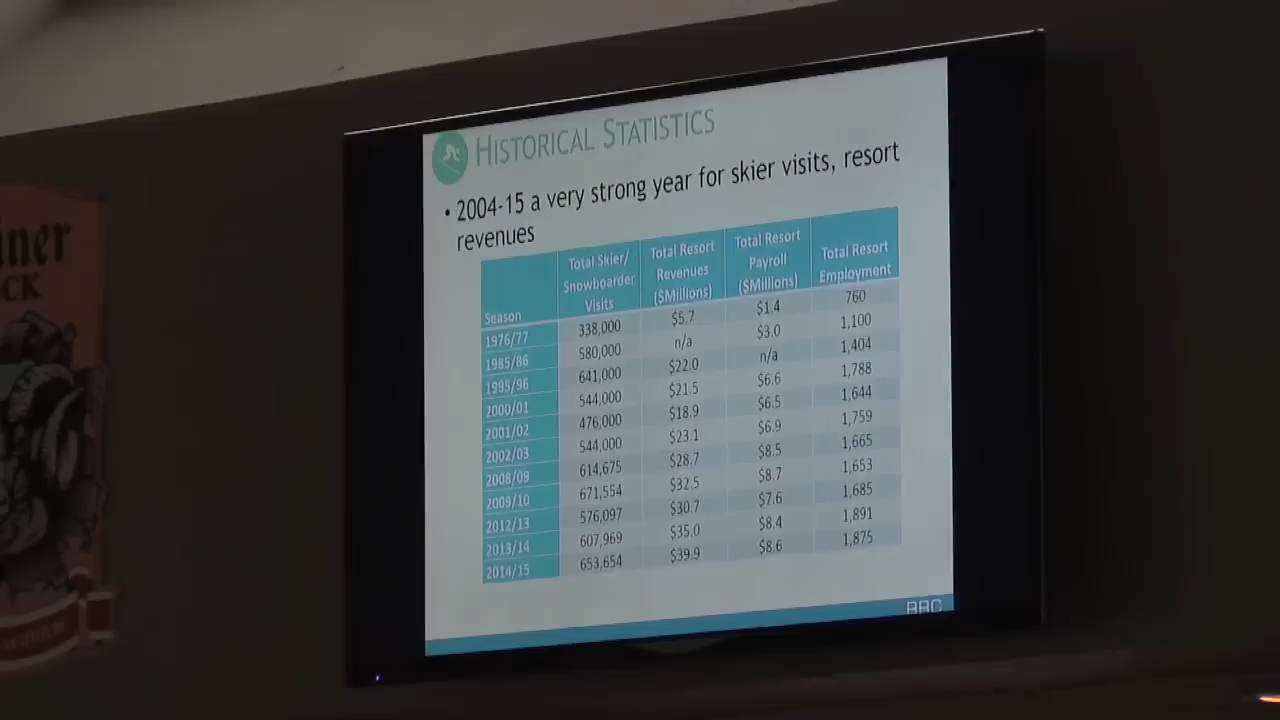 HISTORICAL STATISTICS
• 2004-15 a very strong year for skier visits, resort
revenues
Season Total Skier/ Snowboarder Visits Total Resort Revenues ($Millions) Total Resort Payroll ($Millions) Total Resort Employment
1976/77 338,000 $5.7 $1.4 760
1985/86 580,000 n/a $3.0 1,100
1995/96 641,000 $22.0 n/a 1,404
2000/01 544,000 $21.5 $6.6 1,788
2001/02 476,000 $18.9 $6.5 1,644
2002/03 544,000 $23.1 $6.9 1,759
2008/09 614,675 $28.7 $8.5 1,665
2009/10 671,554 $32.5 $8.7 1,653
2012/13 576,097 $30.7 $7.6 1,685
2013/14 607,969 $35.0 $8.4 1,891
2014/15 653,654 $39.9 $8.6 1,875